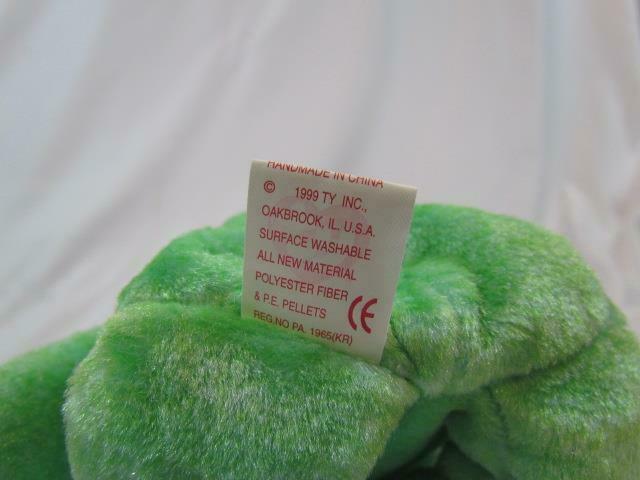 HANDMADE IN CHINA
© 1999 TY INC.,
OAKBROOK, IL. U.S.A.
SURFACE WASHABLE
ALL NEW MATERIAL
POLYESTER FIBER
& P.E. PELLETS CE
REG.NO PA. 1965(KR)